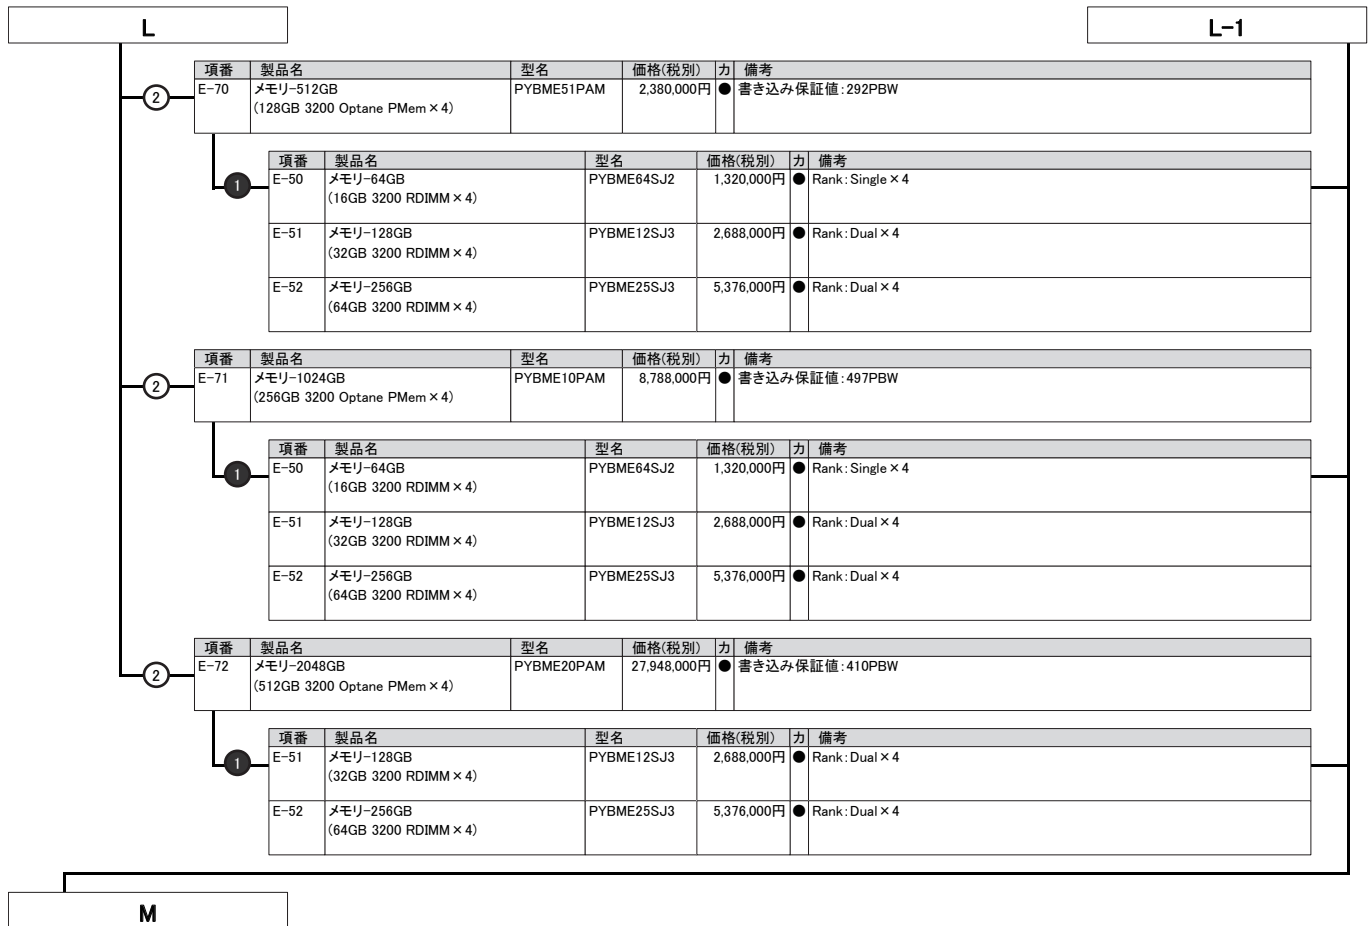 L
L-1
項番 製品名 型名 価格(税別) カ 備考
② E-70 メモリ-512GB PYBME51PAM 2,380,000円 ● 書き込み保証値:292PBW
(128GB 3200 Optane PMem×4)
項番 製品名 型名 価格(税別) カ 備考
❶ E-50 メモリ-64GB PYBME64SJ2 1,320,000円 ● Rank:Single×4
(16GB 3200 RDIMM×4)
E-51 メモリ-128GB PYBME12SJ3 2,688,000円 ● Rank:Dual×4
(32GB 3200 RDIMM×4)
E-52 メモリ-256GB PYBME25SJ3 5,376,000円 ● Rank:Dual×4
(64GB 3200 RDIMM×4)
項番 製品名 型名 価格(税別) カ 備考
② E-71 メモリ-1024GB PYBME10PAM 8,788,000円 ● 書き込み保証値:497PBW
(256GB 3200 Optane PMem×4)
項番 製品名 型名 価格(税別) カ 備考
❶ E-50 メモリ-64GB PYBME64SJ2 1,320,000円 ● Rank:Single×4
(16GB 3200 RDIMM×4)
E-51 メモリ-128GB PYBME12SJ3 2,688,000円 ● Rank:Dual×4
(32GB 3200 RDIMM×4)
E-52 メモリ-256GB PYBME25SJ3 5,376,000円 ● Rank:Dual×4
(64GB 3200 RDIMM×4)
項番 製品名 型名 価格(税別) カ 備考
② E-72 メモリ-2048GB PYBME20PAM 27,948,000円 ● 書き込み保証値:410PBW
(512GB 3200 Optane PMem×4)
項番 製品名 型名 価格(税別) カ 備考
❶ E-51 メモリ-128GB PYBME12SJ3 2,688,000円 ● Rank:Dual×4
(32GB 3200 RDIMM×4)
E-52 メモリ-256GB PYBME25SJ3 5,376,000円 ● Rank:Dual×4
(64GB 3200 RDIMM×4)
M